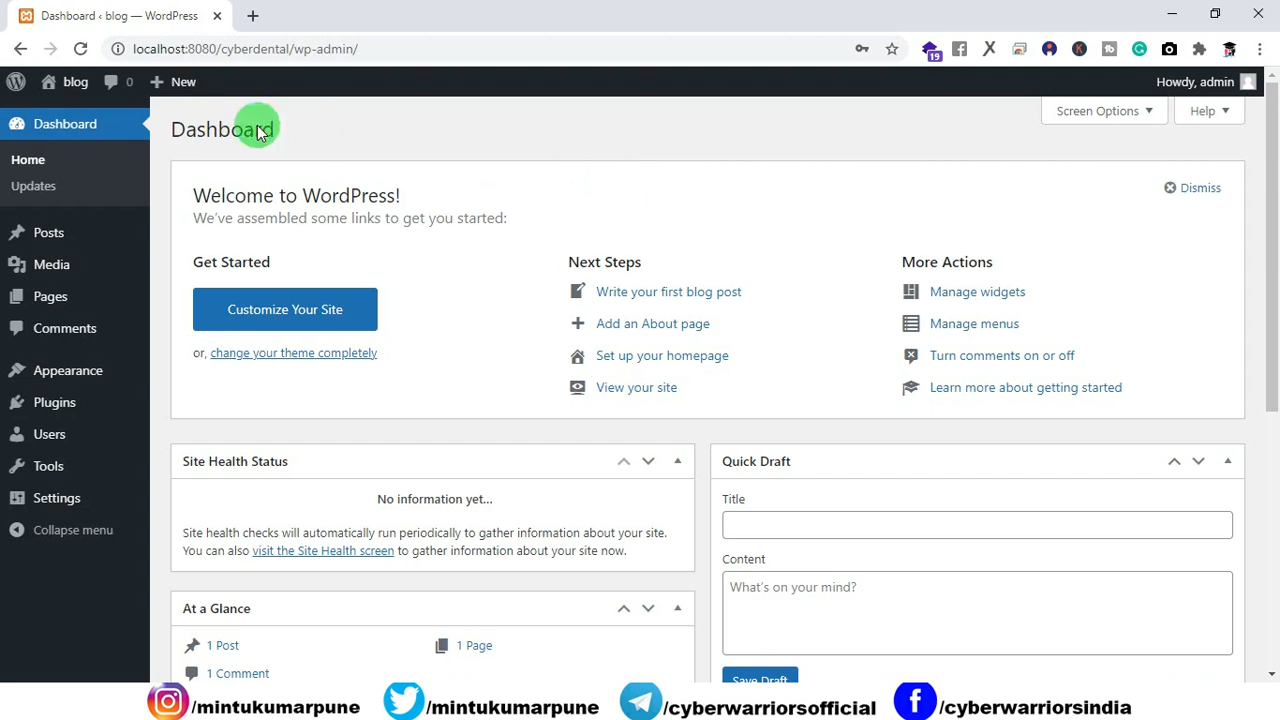 Dashboard ‹ blog — WordPress
localhost:8080/cyberdental/wp-admin/
19
blog 0 New
Howdy, admin
Dashboard
Home
Updates
Posts
Media
Pages
Comments
Appearance
Plugins
Users
Tools
Settings
Collapse menu
Dashboard
Screen Options
Help
Welcome to WordPress!
We've assembled some links to get you started:
Dismiss
Get Started
Customize Your Site
or, change your theme completely
Next Steps
Write your first blog post
Add an About page
Set up your homepage
View your site
More Actions
Manage widgets
Manage menus
Turn comments on or off
Learn more about getting started
Site Health Status
No information yet...
Site health checks will automatically run periodically to gather information about your site.
You can also visit the Site Health screen to gather information about your site now.
At a Glance
1 Post
1 Page
1 Comment
Quick Draft
Title
Content
What's on your mind?
Save Draft
/mintukumarpune /mintukumarpune /cyberwarriorsofficial /cyberwarriorsindia